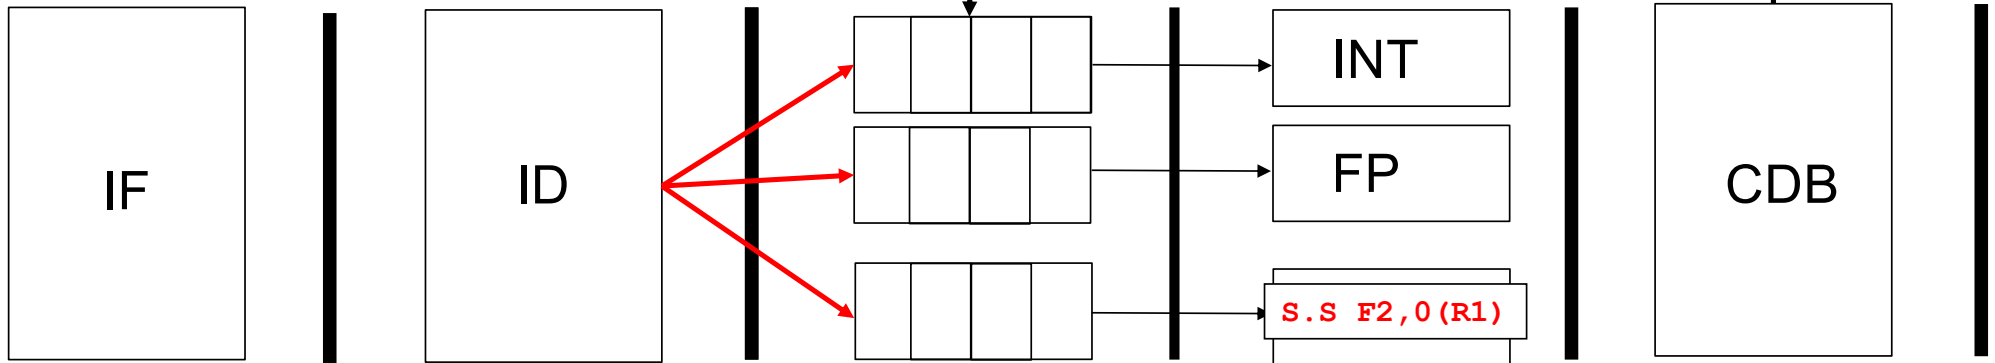 IF
ID
INT
FP
S.S F2,0(R1)
CDB